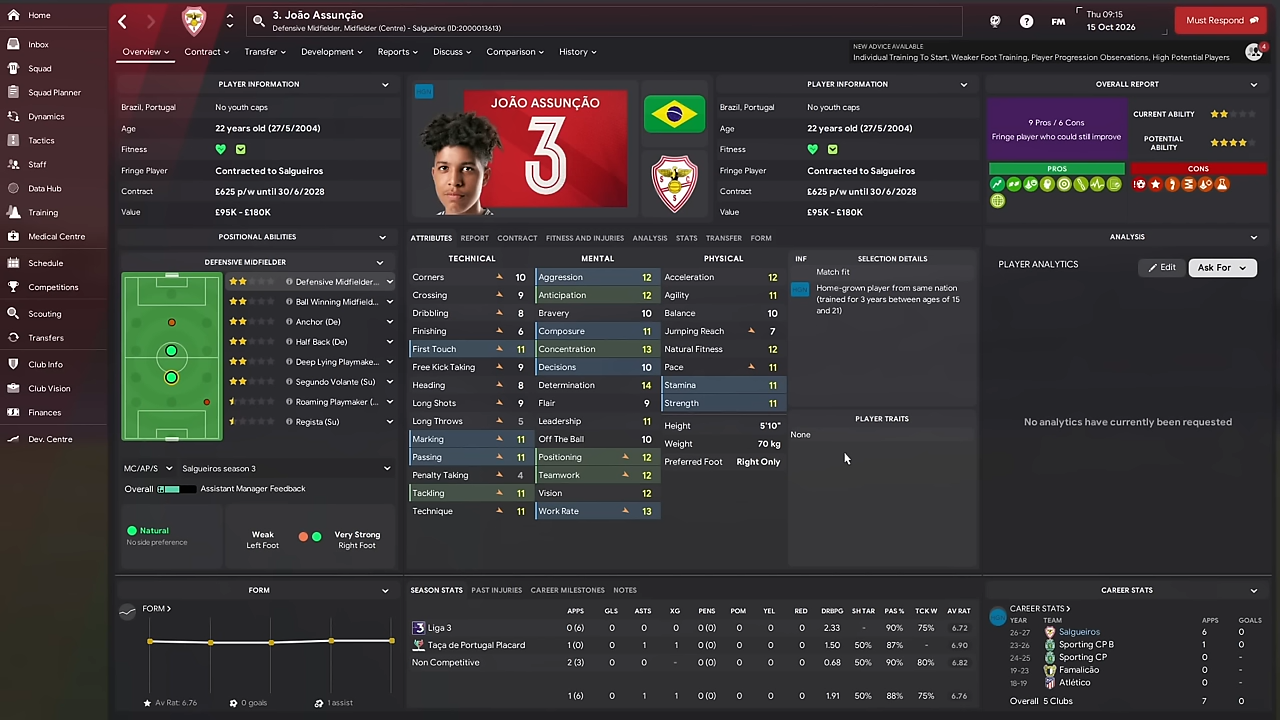 Home
Inbox
Squad
Squad Planner
Dynamics
Tactics
Staff
Data Hub
Training
Medical Centre
Schedule
Competitions
Scouting
Transfers
Club Info
Club Vision
Finances
Dev. Centre
3. João Assunção
Defensive Midfielder, Midfielder (Centre) - Salgueiros (ID:2000013613)
FM
Thu 09:15
15 Oct 2026
Must Respond
Overview
Contract
Transfer
Development
Reports
Discuss
Comparison
History
NEW ADVICE AVAILABLE
Individual Training To Start, Weaker Foot Training, Player Progression Observations, High Potential Players
4
PLAYER INFORMATION
Brazil, Portugal No youth caps
Age 22 years old (27/5/2004)
Fitness
Fringe Player Contracted to Salgueiros
Contract £625 p/w until 30/6/2028
Value £95K - £180K
HGN
JOÃO ASSUNÇÃO
3
PLAYER INFORMATION
Brazil, Portugal No youth caps
Age 22 years old (27/5/2004)
Fitness
Fringe Player Contracted to Salgueiros
Contract £625 p/w until 30/6/2028
Value £95K - £180K
OVERALL REPORT
9 Pros / 6 Cons
Fringe player who could still improve
CURRENT ABILITY
POTENTIAL
ABILITY
PROS CONS
POSITIONAL ABILITIES
DEFENSIVE MIDFIELDER
Defensive Midfielder...
Ball Winning Midfield...
Anchor (De)
Half Back (De)
Deep Lying Playmake...
Segundo Volante (Su)
Roaming Playmaker (...
Regista (Su)
MC/AP/S Salgueiros season 3
Overall Assistant Manager Feedback
Natural
No side preference
Weak
Left Foot
Very Strong
Right Foot
ATTRIBUTES REPORT CONTRACT FITNESS AND INJURIES ANALYSIS STATS TRANSFER FORM
TECHNICAL
Corners 10
Crossing 9
Dribbling 8
Finishing 6
First Touch 11
Free Kick Taking 9
Heading 8
Long Shots 9
Long Throws 5
Marking 11
Passing 11
Penalty Taking 4
Tackling 11
Technique 11
MENTAL
Aggression 12
Anticipation 12
Bravery 10
Composure 11
Concentration 13
Decisions 10
Determination 14
Flair 9
Leadership 11
Off The Ball 10
Positioning 12
Teamwork 12
Vision 12
Work Rate 13
PHYSICAL
Acceleration 12
Agility 11
Balance 10
Jumping Reach 7
Natural Fitness 12
Pace 11
Stamina 11
Strength 11
Height 5'10"
Weight 70 kg
Preferred Foot Right Only
INF SELECTION DETAILS
Match fit
HGN
Home-grown player from same nation
(trained for 3 years between ages of 15
and 21)
PLAYER TRAITS
None
ANALYSIS
PLAYER ANALYTICS
Edit
Ask For
No analytics have currently been requested
FORM
FORM
Av Rat: 6.76 0 goals 1 assist
SEASON STATS PAST INJURIES CAREER MILESTONES NOTES
APPS GLS ASTS XG PENS POM YEL RED DRBPG SH TAR PAS % TCK W AV RAT
Liga 3 0 (6) 0 0 0 0 (0) 0 0 0 2.33 - 90% 75% 6.72
Taça de Portugal Placard 1 (0) 0 1 1 0 (0) 0 0 0 1.50 50% 87% - 6.90
Non Competitive 2 (3) 0 0 - 0 (0) 0 0 0 0.68 50% 90% 80% 6.82
1 (6) 0 1 1 0 (0) 0 0 0 1.91 50% 88% 75% 6.76
CAREER STATS
CAREER STATS
YEAR TEAM APPS GOALS
26-27 Salgueiros 6 0
23-26 Sporting CP B 1 0
24-25 Sporting CP 0 -
19-23 Famalicão 0 -
18-19 Atlético 0 -
Overall 5 Clubs 7 0